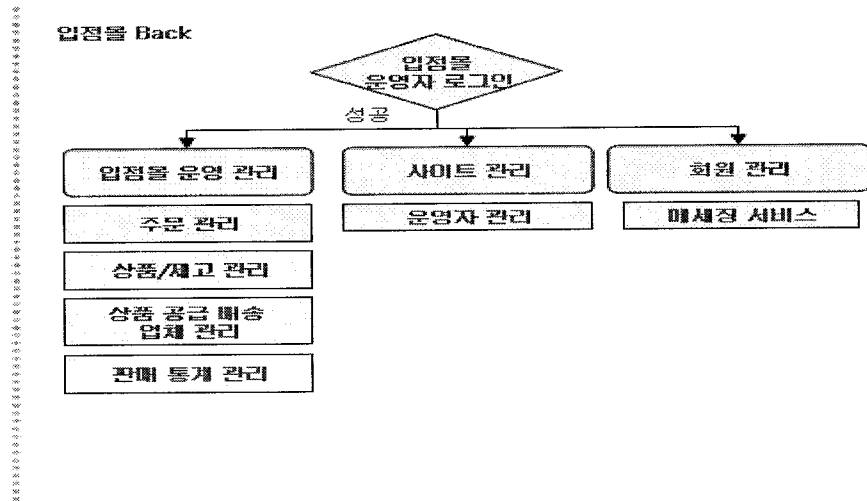 입점몰 Back
입점몰
운영자 로그인
성공
입점몰 운영 관리
사이트 관리
회원 관리
주문 관리
운영자 관리
메세징 서비스
상품/재고 관리
상품 공급 배송
업체 관리
판매 통계 관리